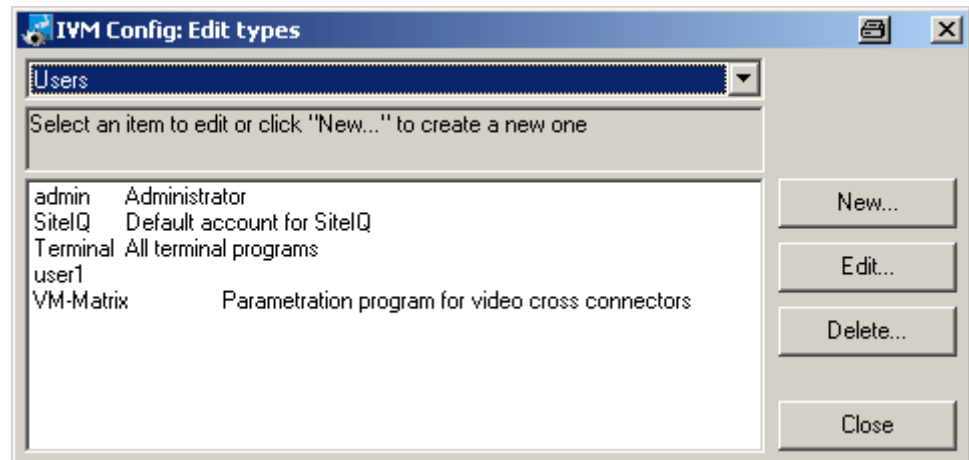 IVM Config: Edit types
Users
Select an item to edit or click "New..." to create a new one
admin Administrator
SiteIQ Default account for SiteIQ
Terminal All terminal programs
user1
VM-Matrix Parametration program for video cross connectors
New...
Edit...
Delete...
Close